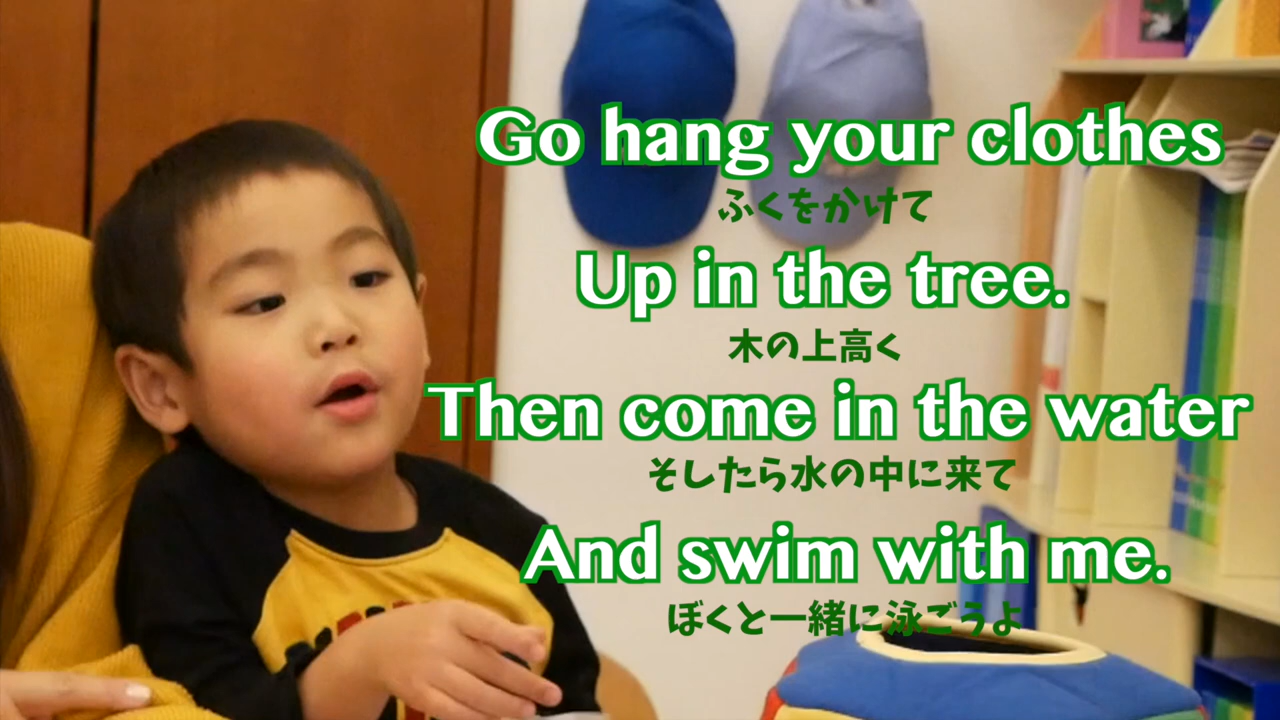 Go hang your clothes
ふくをかけて
Up in the tree.
木の上高く
Then come in the water
そしたら水の中に来て
And swim with me.
ぼくと一緒に泳ごうよ